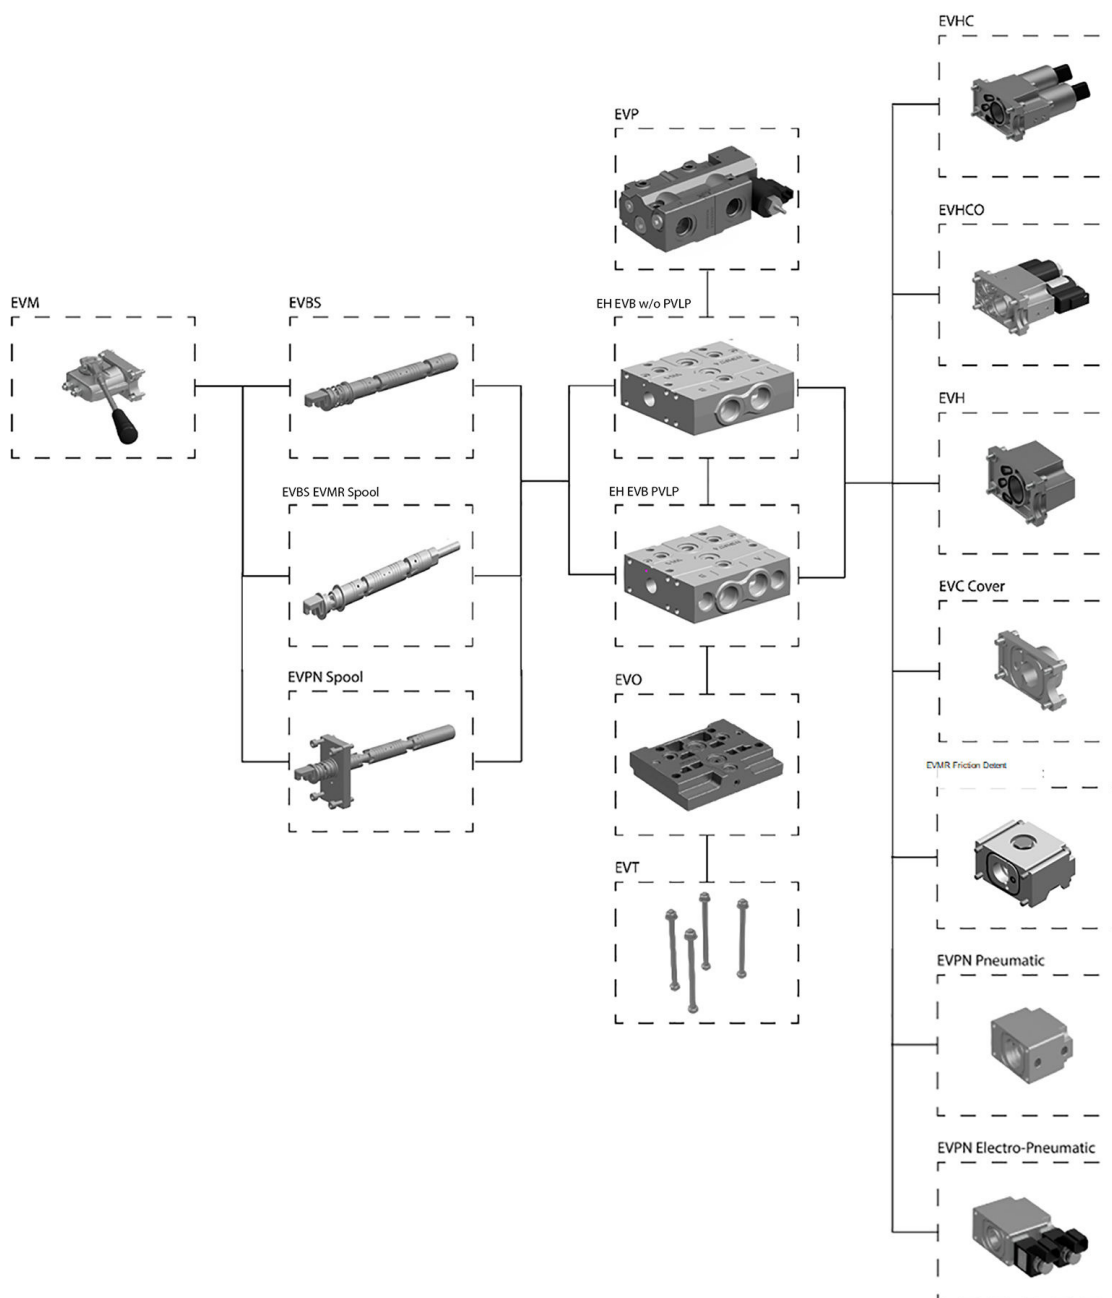 EVHC
EVP
EVHCO
EVM
EVBS
EH EVB w/o PVLP
EVH
EVBS EVMR Spool
EH EVB PVLP
EVC Cover
EVPN Spool
EVO
EVMR Friction Detent
:
EVT
EVPN Pneumatic
EVPN Electro-Pneumatic